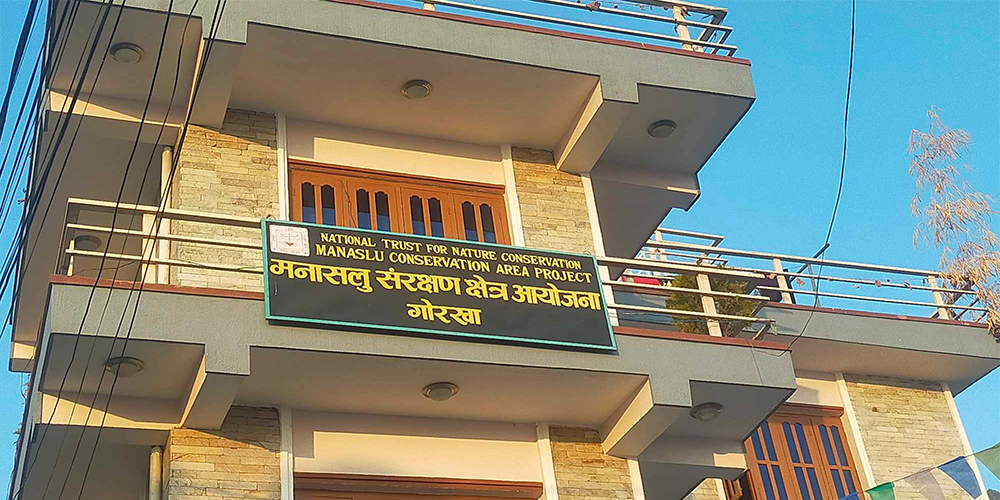 NATIONAL TRUST FOR NATURE CONSERVATION
MANASLU CONSERVATION AREA PROJECT
मनासलु संरक्षण क्षेत्र आयोजना
गोरखा